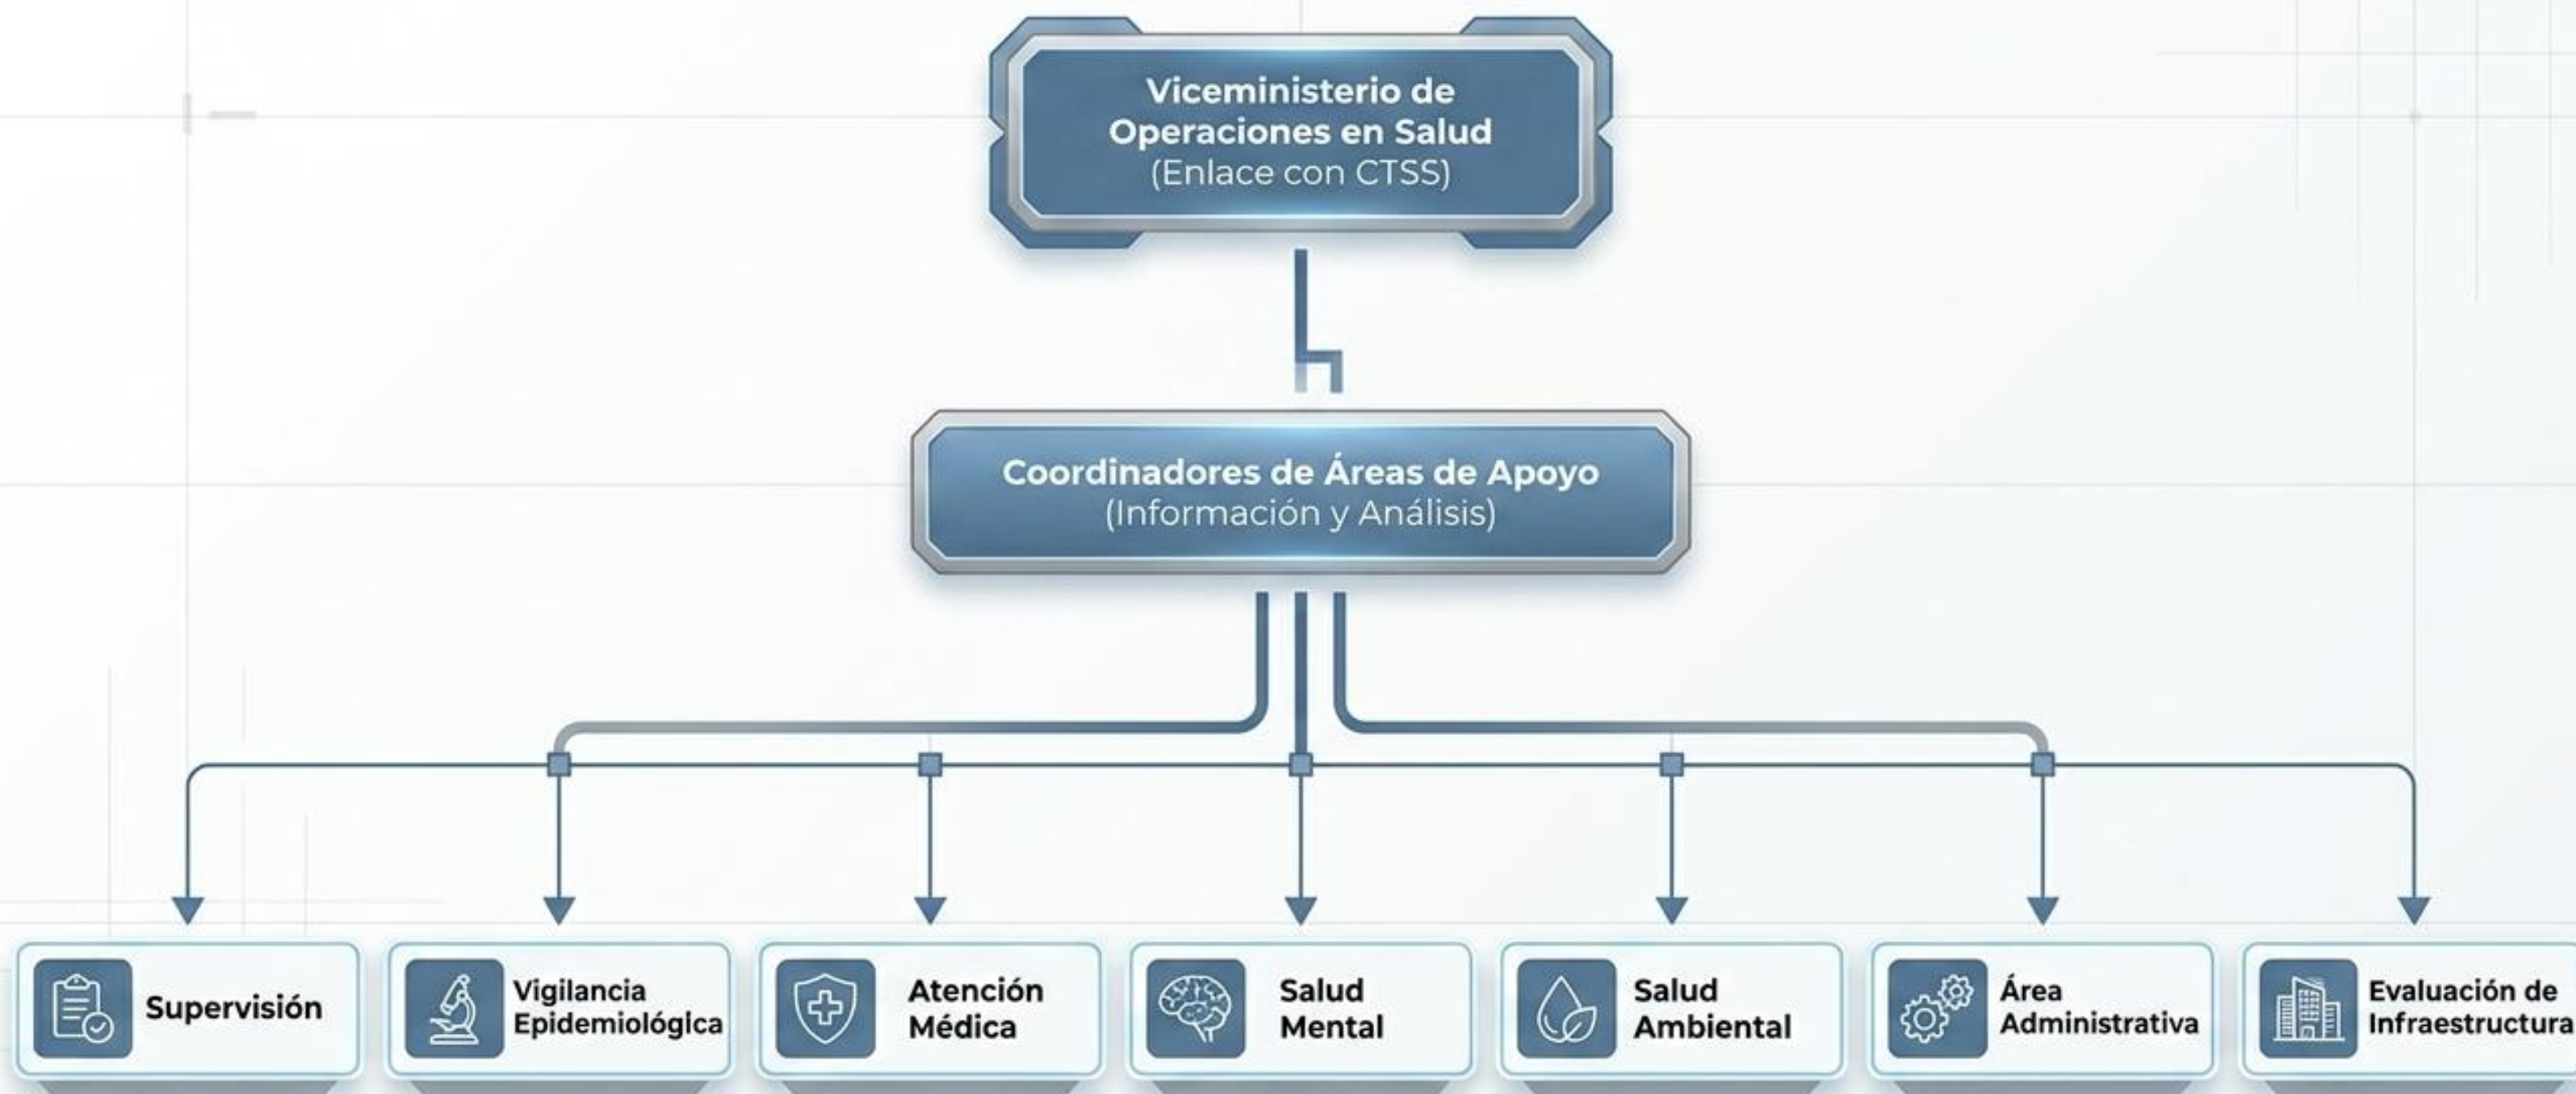 Viceministerio de
Operaciones en Salud
(Enlace con CTSS)
Coordinadores de Áreas de Apoyo
(Información y Análisis)
Supervisión
Vigilancia
Epidemiológlca
Atención
Médica
Salud
Mental
Salud
Ambiental
Área
Administrativa
Evaluación de
Infraestructura